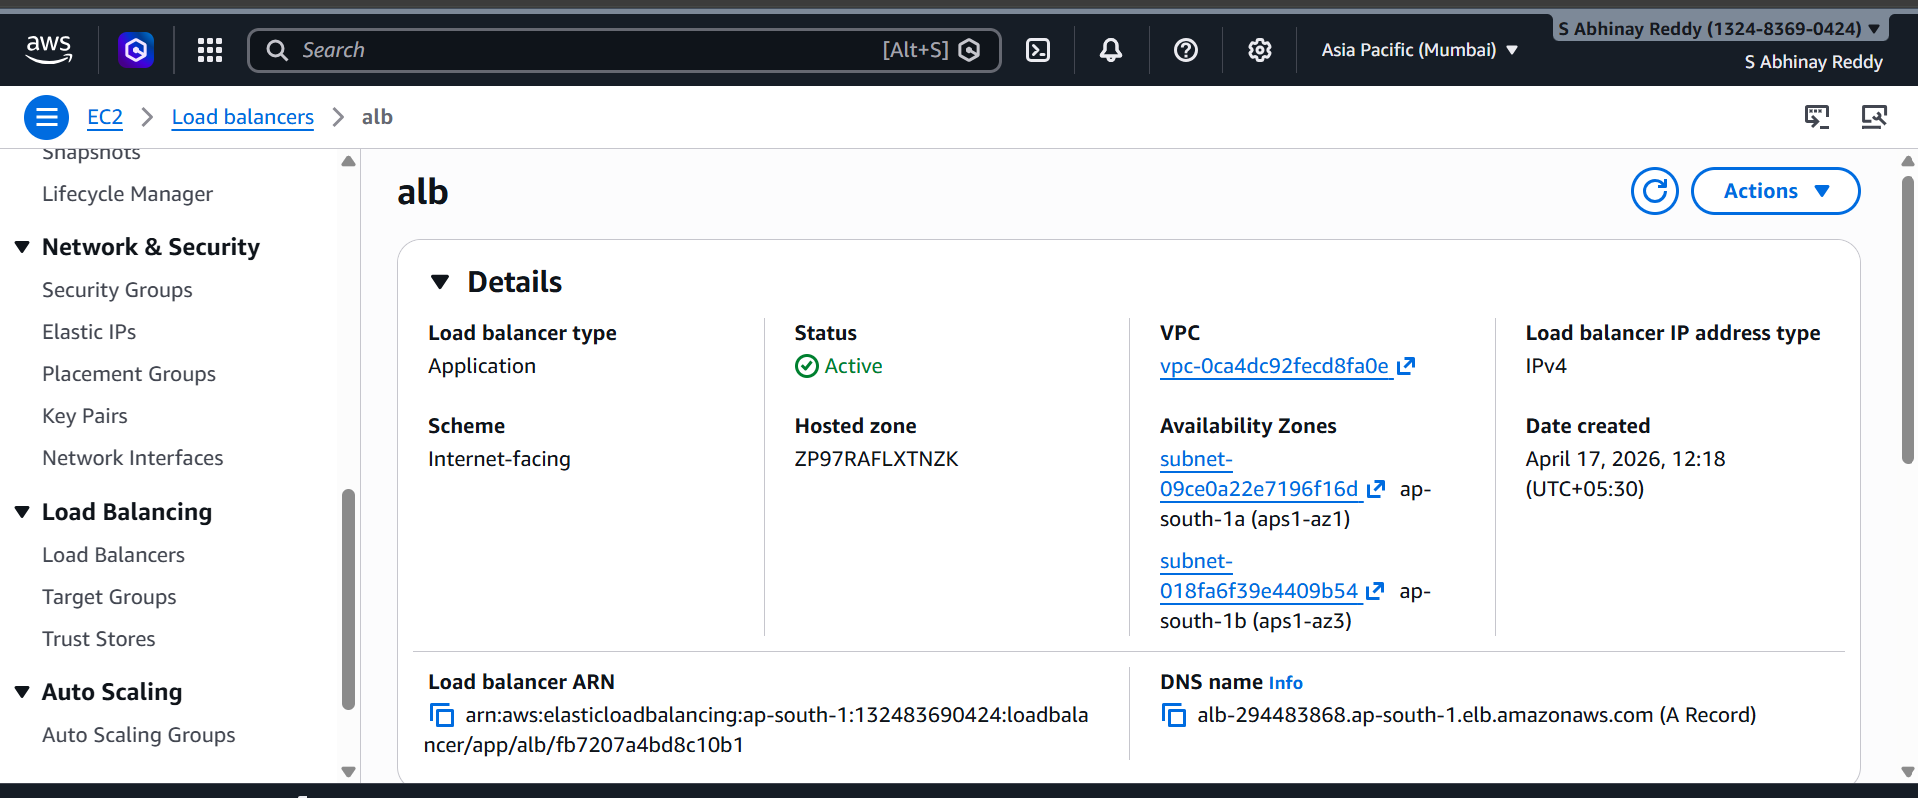 aws
Search
[Alt+S]
Asia Pacific (Mumbai)
S Abhinay Reddy (1324-8369-0424)
S Abhinay Reddy
EC2
Load balancers
alb
Snapshots
Lifecycle Manager
Network & Security
Security Groups
Elastic IPs
Placement Groups
Key Pairs
Network Interfaces
Load Balancing
Load Balancers
Target Groups
Trust Stores
Auto Scaling
Auto Scaling Groups
alb
Actions
Details
Load balancer type
Application
Status
Active
VPC
vpc-0ca4dc92fecd8fa0e
Load balancer IP address type
IPv4
Scheme
Internet-facing
Hosted zone
ZP97RAFLXTNZK
Availability Zones
subnet-
09ce0a22e7196f16d ap-
south-1a (aps1-az1)
subnet-
018fa6f39e4409b54 ap-
south-1b (aps1-az3)
Date created
April 17, 2026, 12:18
(UTC+05:30)
Load balancer ARN
arn:aws:elasticloadbalancing:ap-south-1:132483690424:loadbala
ncer/app/alb/fb7207a4bd8c10b1
DNS name Info
alb-294483868.ap-south-1.elb.amazonaws.com (A Record)